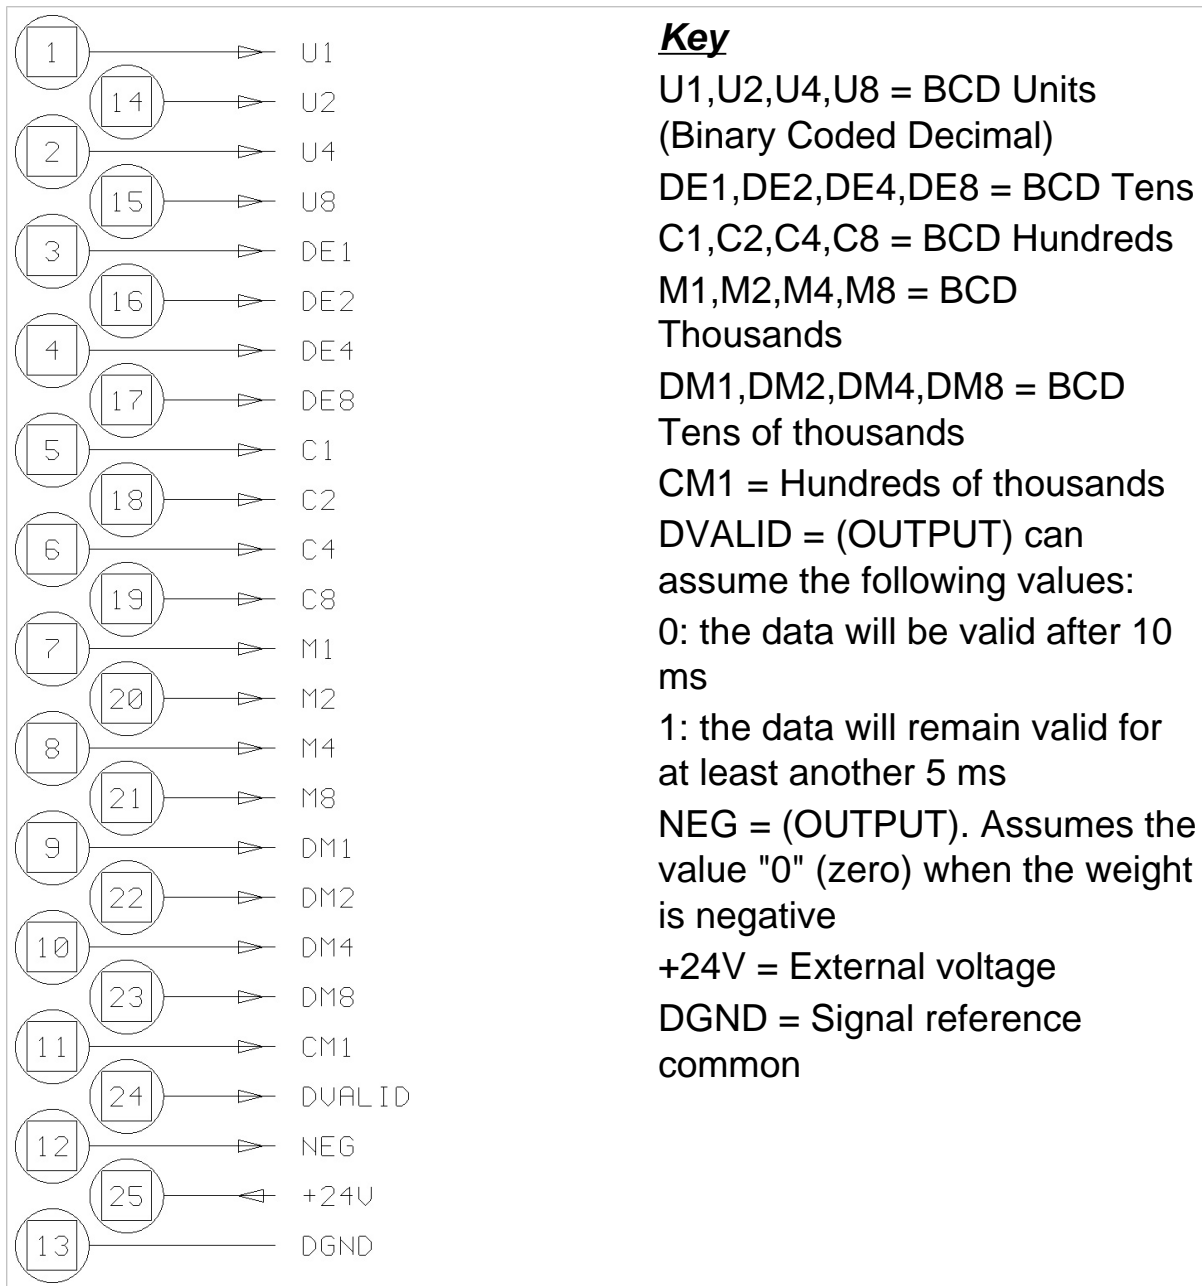 Key
1 U1
14 U2
2 U4
15 U8
3 DE1
16 DE2
4 DE4
17 DE8
5 C1
18 C2
6 C4
19 C8
7 M1
20 M2
8 M4
21 M8
9 DM1
22 DM2
10 DM4
23 DM8
11 CM1
24 DVALID
12 NEG
25 +24V
13 DGND
U1,U2,U4,U8 = BCD Units
(Binary Coded Decimal)
DE1,DE2,DE4,DE8 = BCD Tens
C1,C2,C4,C8 = BCD Hundreds
M1,M2,M4,M8 = BCD
Thousands
DM1,DM2,DM4,DM8 = BCD
Tens of thousands
CM1 = Hundreds of thousands
DVALID = (OUTPUT) can
assume the following values:
0: the data will be valid after 10
ms
1: the data will remain valid for
at least another 5 ms
NEG = (OUTPUT). Assumes the
value "0" (zero) when the weight
is negative
+24V = External voltage
DGND = Signal reference
common